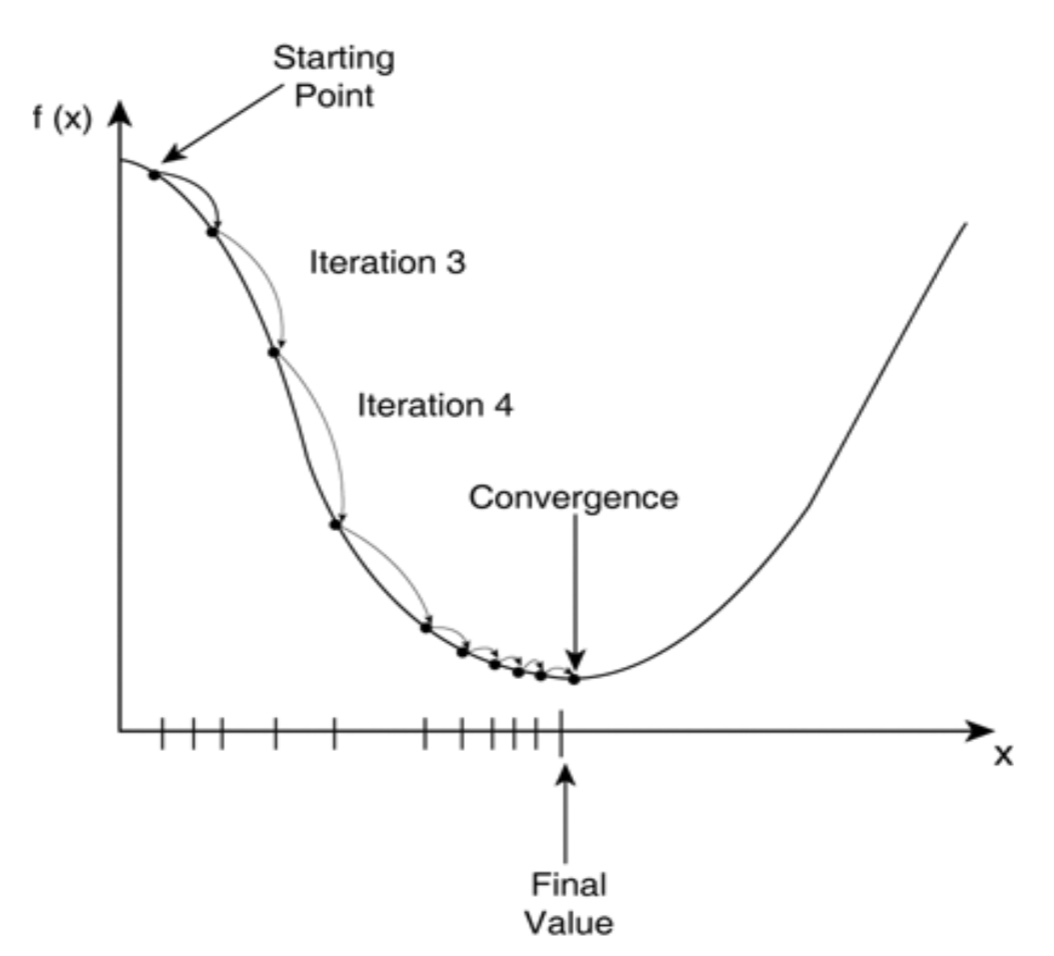 Starting
Point
f (x)
Iteration 3
Iteration 4
Convergence
x
Final
Value